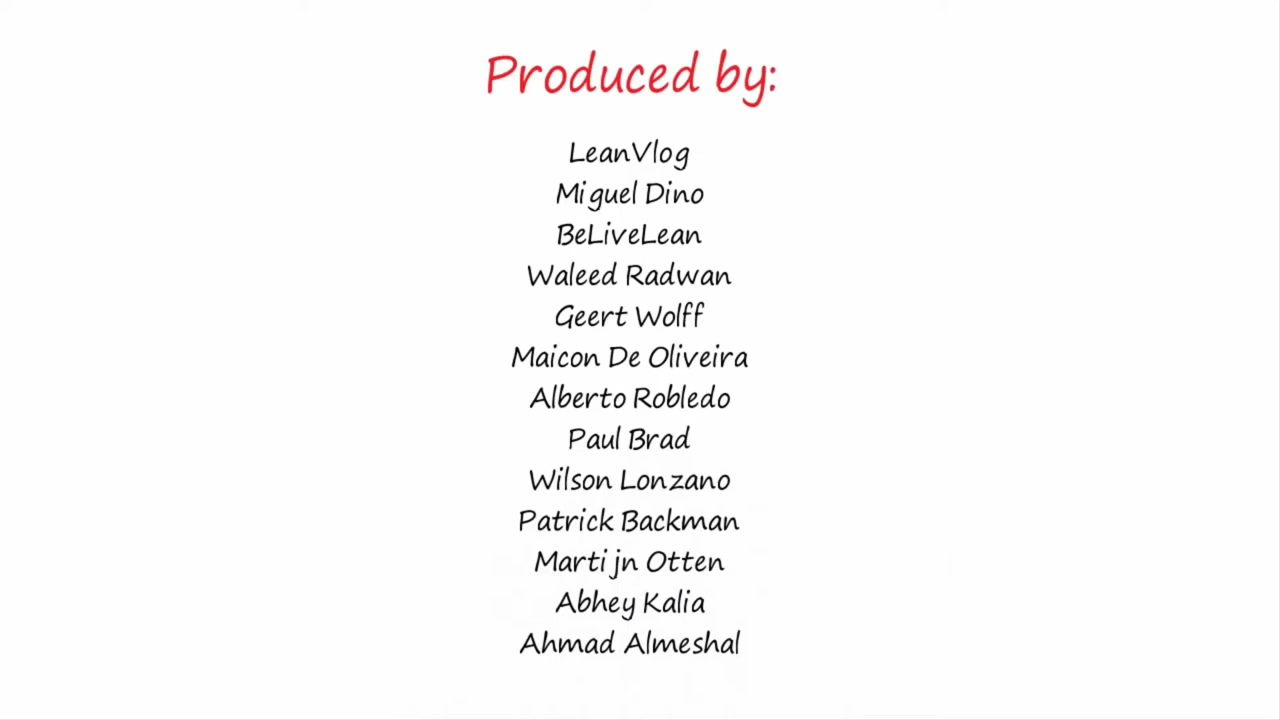 Produced by:
LeanVlog
Miguel Dino
BeLiveLean
Waleed Radwan
Geert Wolff
Maicon De Oliveira
Alberto Robledo
Paul Brad
Wilson Lonzano
Patrick Backman
Martijn Otten
Abhey Kalia
Ahmad Almeshal